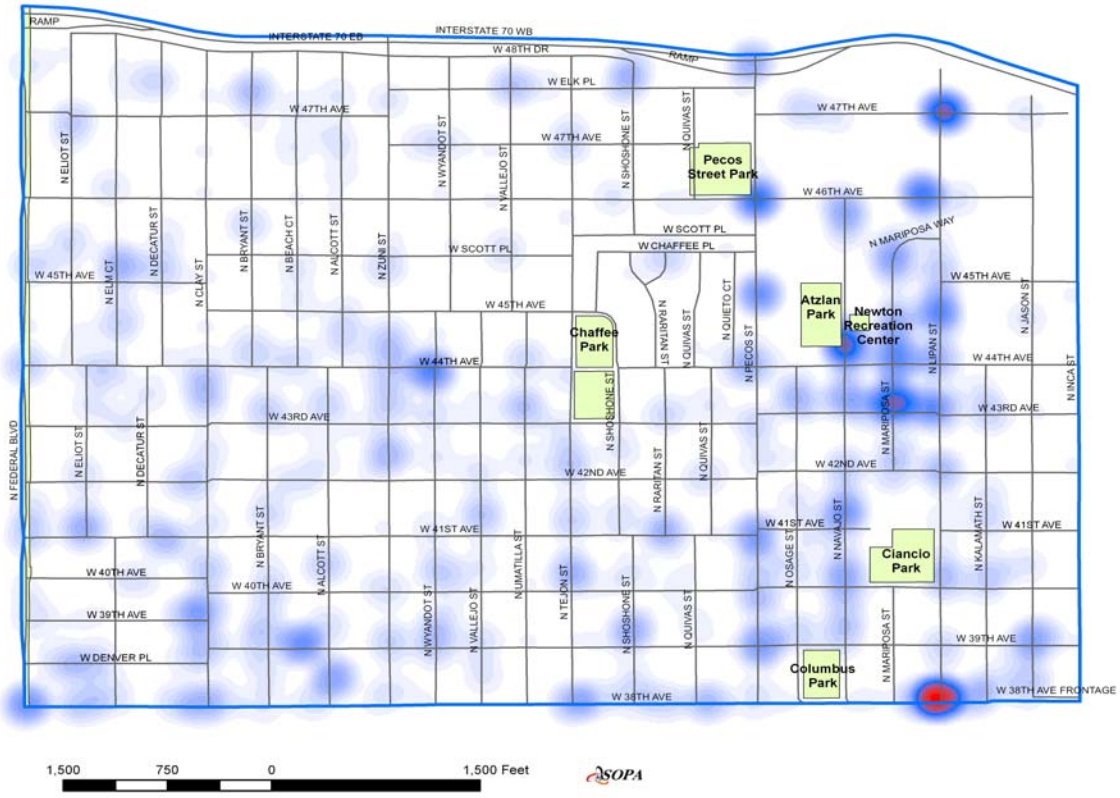 RAMP
INTERSTATE 70 EB
INTERSTATE 70 WB
W 48TH DR
RAMP
W ELK PL
W 47TH AVE
W 47TH AVE
W 47TH AVE
N ELIOT ST
N WYANDOT ST
N VALLEJO ST
N SHOSHONE ST
N QUIVAS ST
Pecos
Street Park
W 46TH AVE
N MARIPOSA WAY
W SCOTT PL
W CHAFFEE PL
W SCOTT PL
N ELM CT
N DECATUR ST
N CLAY ST
N BRYANT ST
N BEACH CT
N ALCOTT ST
N ZUNI ST
W 45TH AVE
W 45TH AVE
W 45TH AVE
N RARITAN ST
N QUIVAS ST
N QUIETO CT
N PECOS ST
Atzlan
Park
Newton
Recreation
Center
N LIPAN ST
N JASON ST
N INCA ST
Chaffee
Park
W 44TH AVE
W 44TH AVE
W 43RD AVE
W 43RD AVE
N SHOSHONE ST
N MARIPOSA ST
N FEDERAL BLVD
N ELIOT ST
N DECATUR ST
N RARITAN ST
N QUIVAS ST
W 42ND AVE
W 42ND AVE
N BRYANT ST
N ALCOTT ST
W 41ST AVE
W 41ST AVE
W 41ST AVE
N UMATILLA ST
N OSAGE ST
N NAVAJO ST
N KALAMATH ST
Ciancio
Park
W 40TH AVE
W 40TH AVE
N WYANDOT ST
N VALLEJO ST
N TEJON ST
N SHOSHONE ST
N QUIVAS ST
N MARIPOSA ST
W 39TH AVE
W 39TH AVE
W DENVER PL
Columbus
Park
W 38TH AVE
W 38TH AVE FRONTAGE
1,500 750 0 1,500 Feet
SOPA